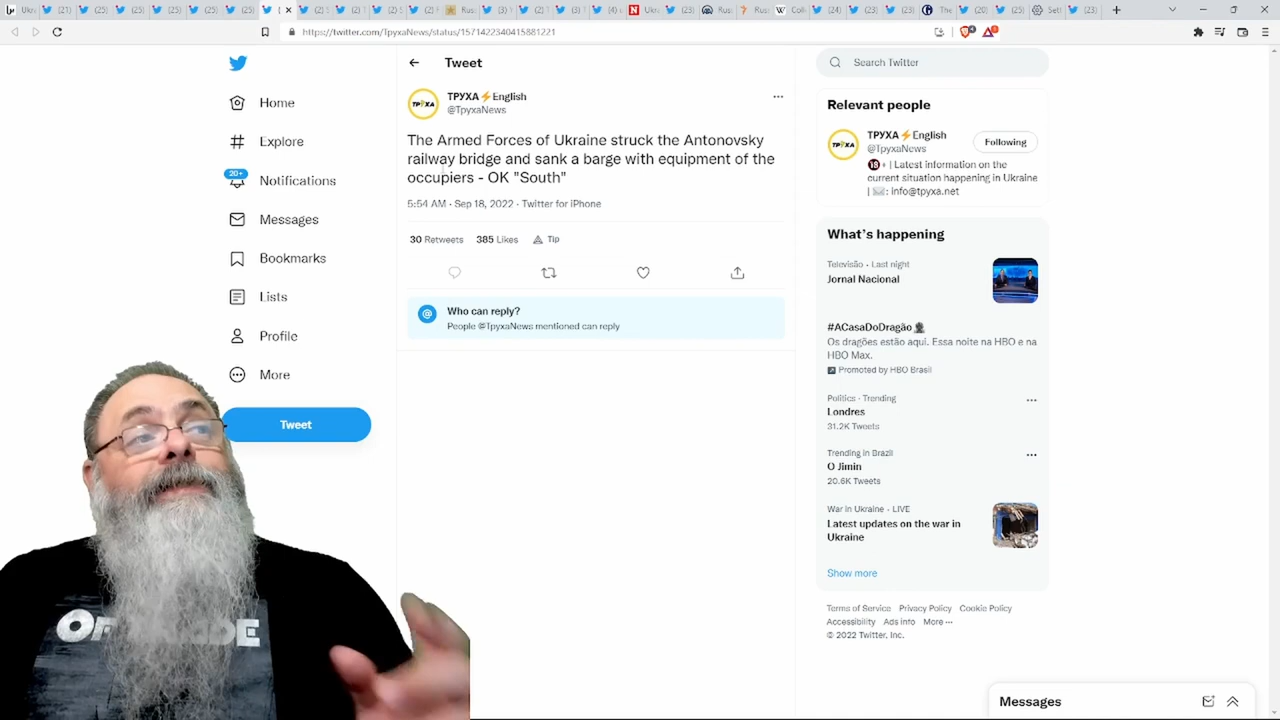 https://twitter.com/TpyxaNews/status/1571422340415881221
Tweet
Search Twitter
Home
Explore
20+
Notifications
Messages
Bookmarks
Lists
Profile
More
Tweet
ТРУХА⚡English
@TpyxaNews
The Armed Forces of Ukraine struck the Antonovsky
railway bridge and sank a barge with equipment of the
occupiers - OK "South"
5:54 AM · Sep 18, 2022 · Twitter for iPhone
30 Retweets 385 Likes Tip
Who can reply?
People @TpyxaNews mentioned can reply
Relevant people
ТРУХА⚡English
@TpyxaNews
Following
🔞+ | Latest information on the
current situation happening in Ukraine
| ✉️: info@tpyxa.net
What's happening
Televisão · Last night
Jornal Nacional
#ACasaDoDragão
Os dragões estão aqui. Essa noite na HBO e na
HBO Max.
Promoted by HBO Brasil
Politics · Trending
Londres
31.2K Tweets
Trending in Brazil
O Jimin
20.6K Tweets
War in Ukraine · LIVE
Latest updates on the war in
Ukraine
Show more
Terms of Service Privacy Policy Cookie Policy
Accessibility Ads info More ···
© 2022 Twitter, Inc.
Messages